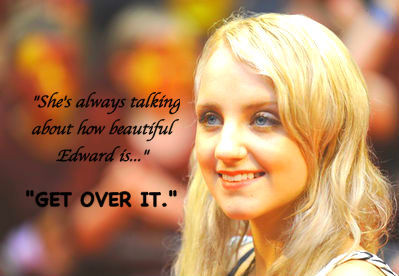 "She's always talking
about how beautiful
Edward is..."
"GET OVER IT."